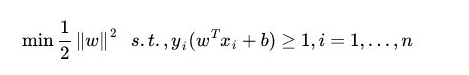 min 1/2 ‖w‖² s.t., yᵢ(wᵀxᵢ + b) ≥ 1, i = 1, . . . , n